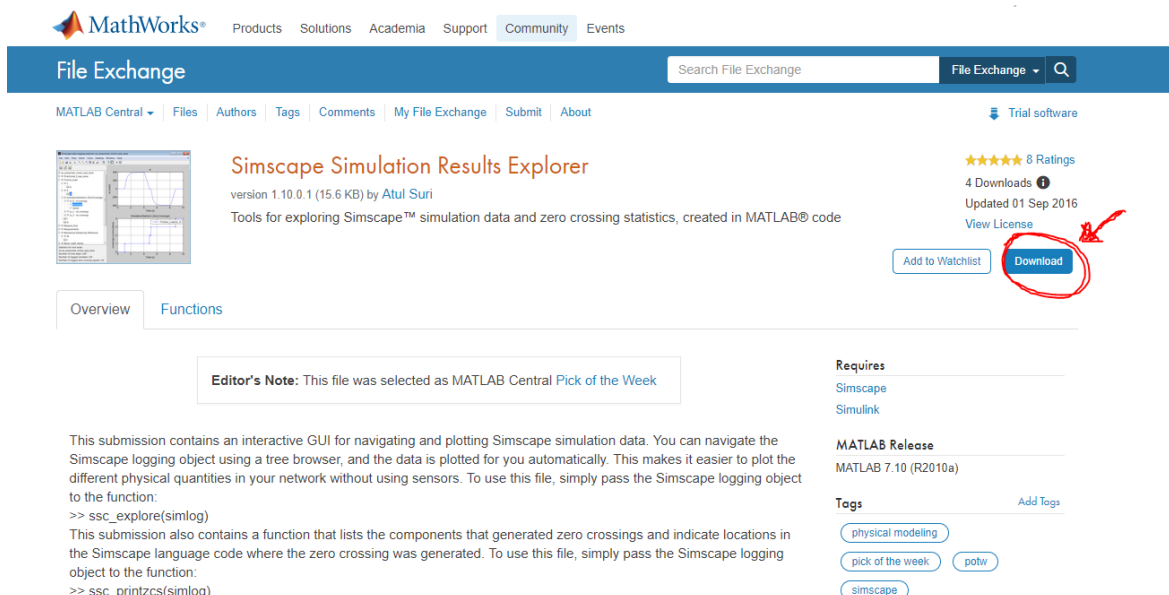 MathWorks®
Products Solutions Academia Support Community Events
File Exchange
Search File Exchange
File Exchange
MATLAB Central Files Authors Tags Comments My File Exchange Submit About
Trial software
Simscape Simulation Results Explorer
version 1.10.0.1 (15.6 KB) by Atul Suri
Tools for exploring Simscape™ simulation data and zero crossing statistics, created in MATLAB® code
8 Ratings
4 Downloads
Updated 01 Sep 2016
View License
Add to Watchlist
Download
Overview Functions
Editor's Note: This file was selected as MATLAB Central Pick of the Week
This submission contains an interactive GUI for navigating and plotting Simscape simulation data. You can navigate the
Simscape logging object using a tree browser, and the data is plotted for you automatically. This makes it easier to plot the
different physical quantities in your network without using sensors. To use this file, simply pass the Simscape logging object
to the function:
>> ssc_explore(simlog)
This submission also contains a function that lists the components that generated zero crossings and indicate locations in
the Simscape language code where the zero crossing was generated. To use this file, simply pass the Simscape logging
object to the function:
>> ssc_printzcs(simlog)
Requires
Simscape
Simulink
MATLAB Release
MATLAB 7.10 (R2010a)
Tags
Add Tags
physical modeling
pick of the week
potw
simscape